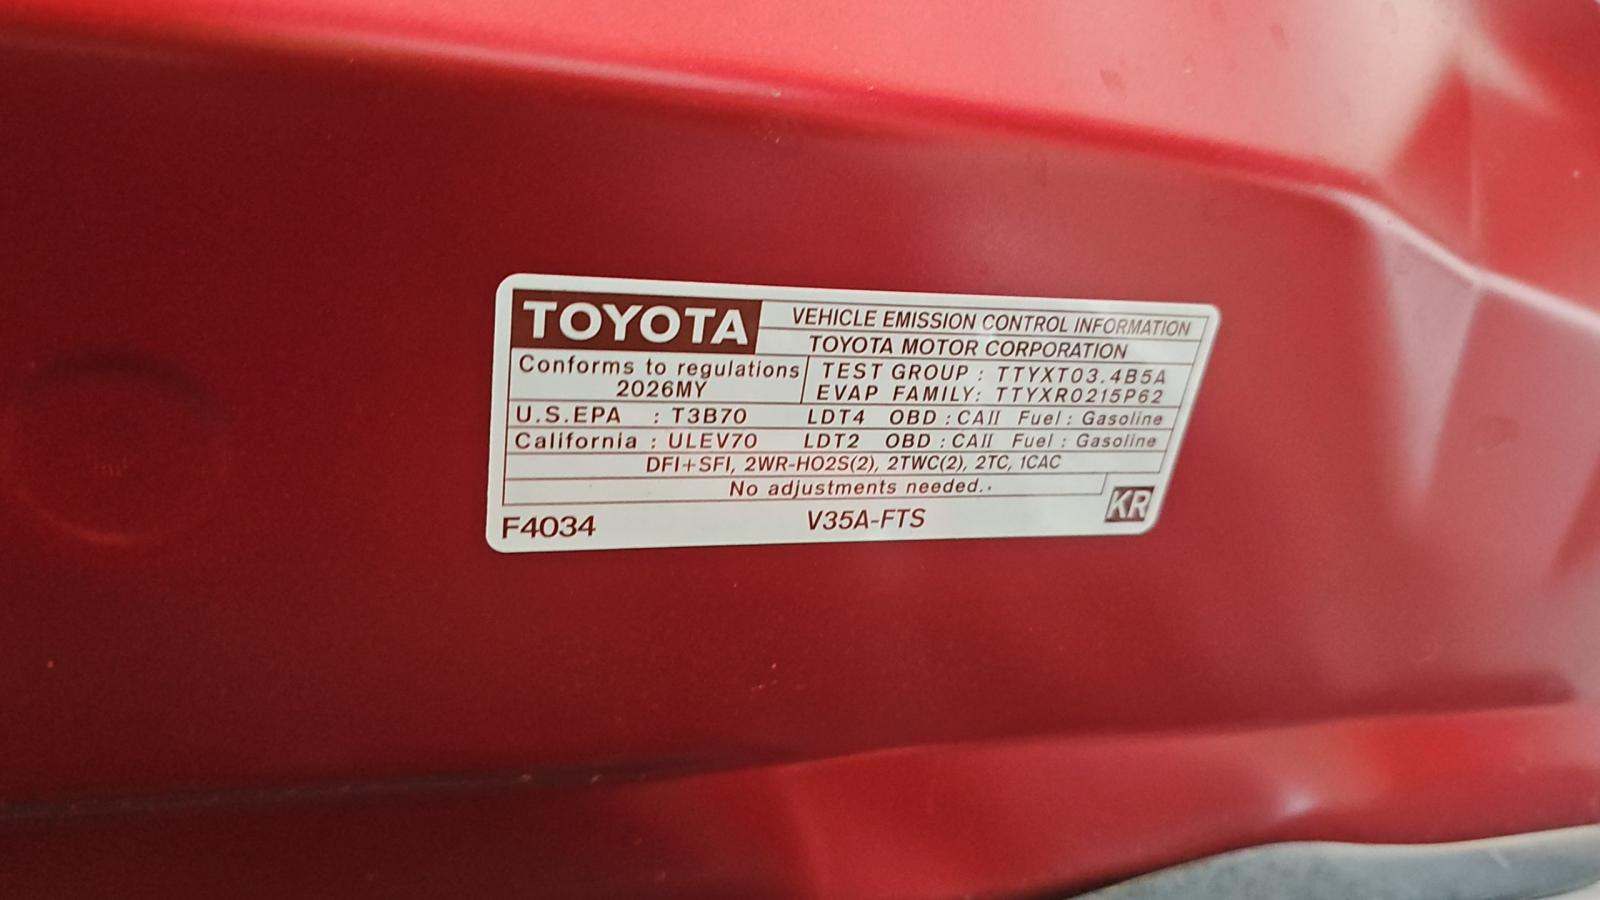 TOYOTA
VEHICLE EMISSION CONTROL INFORMATION
TOYOTA MOTOR CORPORATION
Conforms to regulations
2026MY
TEST GROUP : TTYXT03.4B5A
EVAP FAMILY: TTYXR0215P62
U.S.EPA : T3B70 LDT4 OBD : CAII Fuel : Gasoline
California : ULEV70 LDT2 OBD : CAII Fuel : Gasoline
DFI+SFI, 2WR-HO2S(2), 2TWC(2), 2TC, 1CAC
No adjustments needed.
F4034
V35A-FTS
KR